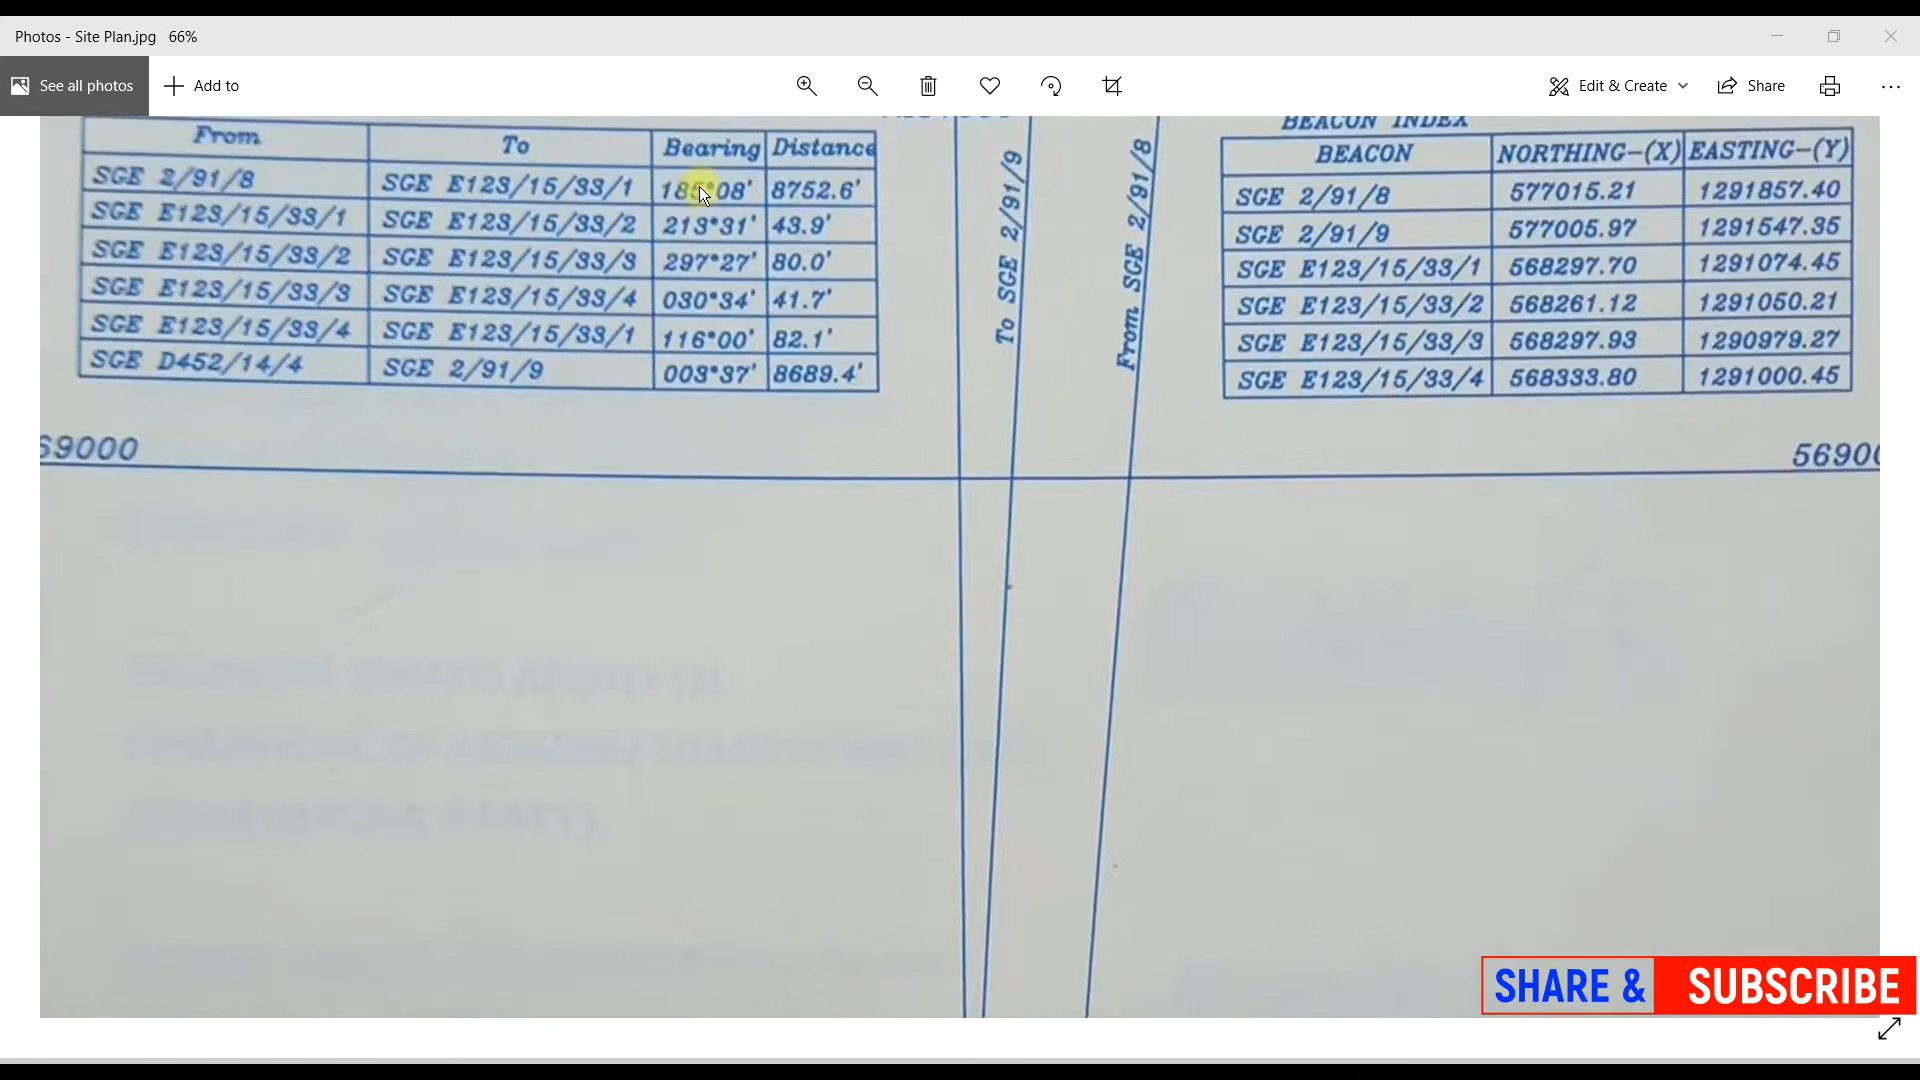 Photos - Site Plan.jpg 66%
See all photos
Add to
Edit & Create
Share
From To Bearing Distance
SGE 2/91/8 SGE E123/15/33/1 185°08' 8752.6'
SGE E123/15/33/1 SGE E123/15/33/2 213°31' 43.9'
SGE E123/15/33/2 SGE E123/15/33/3 297°27' 80.0'
SGE E123/15/33/3 SGE E123/15/33/4 030°34' 41.7'
SGE E123/15/33/4 SGE E123/15/33/1 116°00' 82.1'
SGE D452/14/4 SGE 2/91/9 003°37' 8689.4'
To SGE 2/91/9
From SGE 2/91/8
BEACON INDEX
BEACON NORTHING-(X) EASTING-(Y)
SGE 2/91/8 577015.21 1291857.40
SGE 2/91/9 577005.97 1291547.35
SGE E123/15/33/1 568297.70 1291074.45
SGE E123/15/33/2 568261.12 1291050.21
SGE E123/15/33/3 568297.93 1290979.27
SGE E123/15/33/4 568333.80 1291000.45
69000
56900
SHARE & SUBSCRIBE